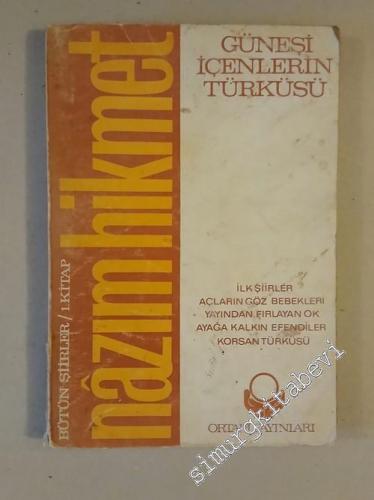 GÜNEŞİ
İÇENLERİN
TÜRKÜSÜ
nâzım hikmet
BÜTÜN ŞİİRLER/1.KİTAP
İLK ŞİİRLER
AÇLARIN GÖZ BEBEKLERİ
YAYINDAN FIRLAYAN OK
AYAĞA KALKIN EFENDİLER
KORSAN TÜRKÜSÜ
YAYINLARI
simurgkitabevi.com